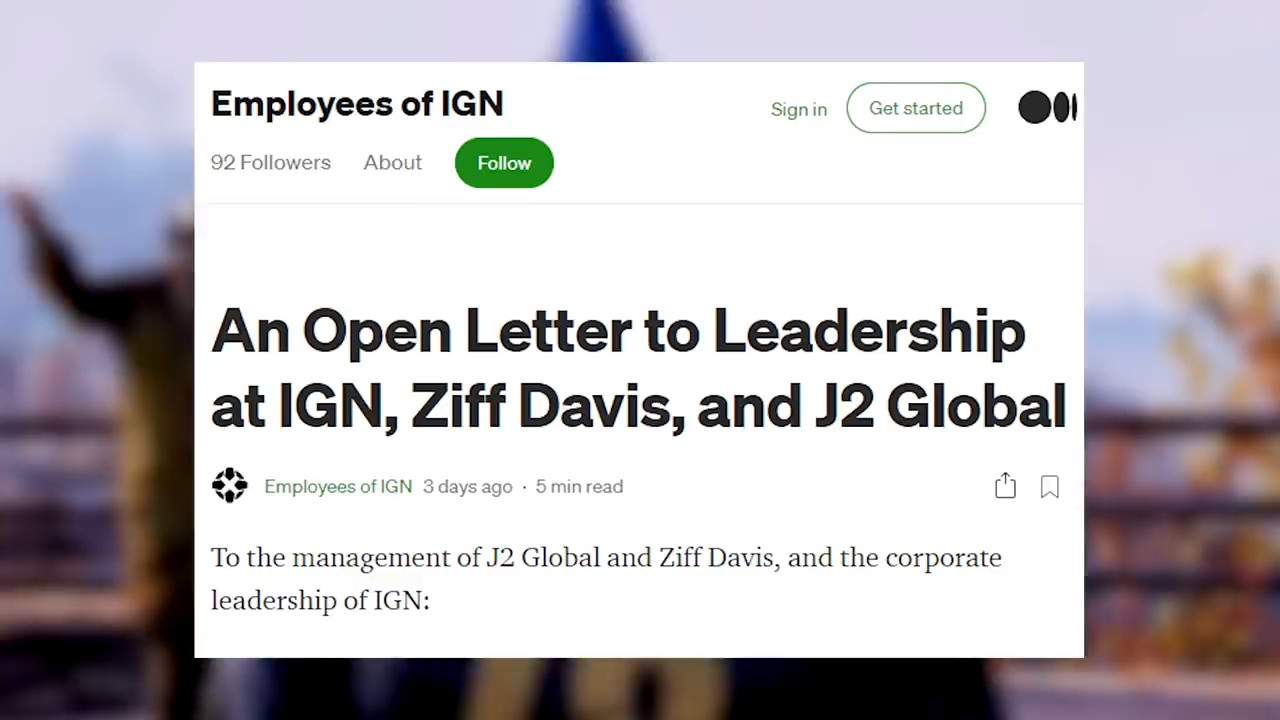 Employees of IGN
Sign in
Get started
92 Followers
About
Follow
An Open Letter to Leadership
at IGN, Ziff Davis, and J2 Global
Employees of IGN 3 days ago · 5 min read
To the management of J2 Global and Ziff Davis, and the corporate
leadership of IGN: